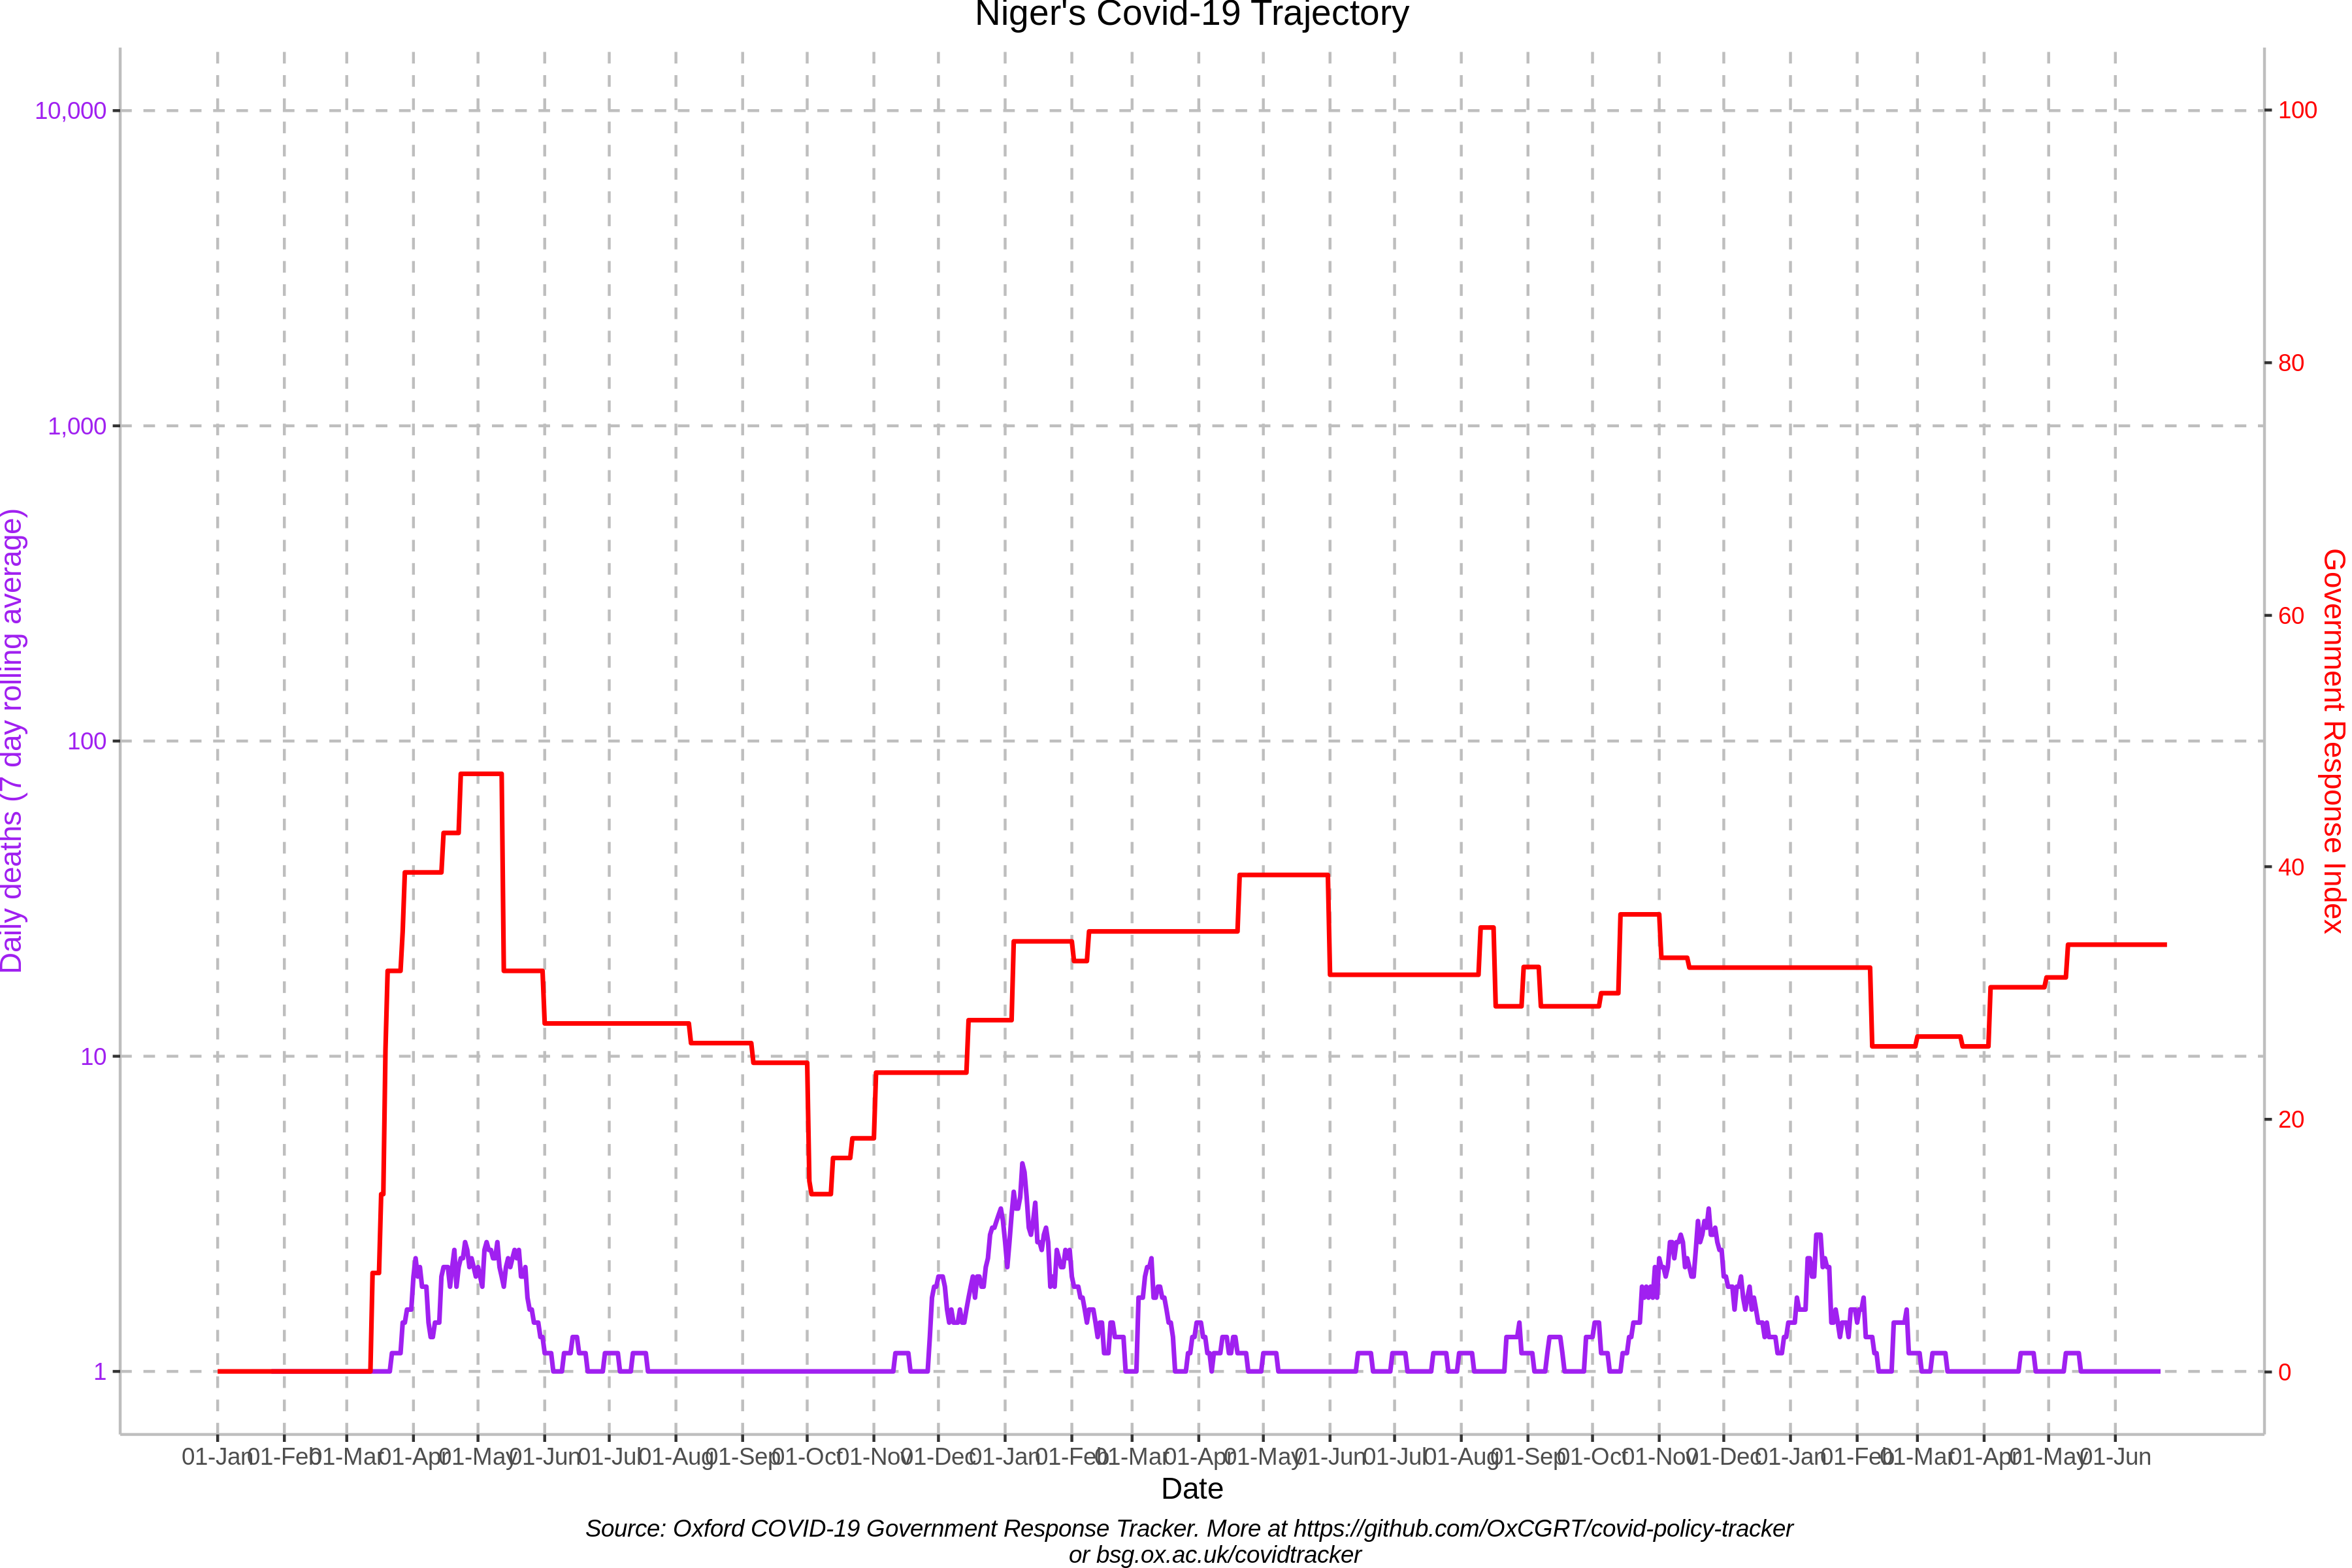 Niger's Covid-19 Trajectory
10,000
1,000
100
10
1
Daily deaths (7 day rolling average)
100
80
60
40
20
0
Government Response Index
01-Jan 01-Feb 01-Mar 01-Apr 01-May 01-Jun 01-Jul 01-Aug 01-Sep 01-Oct 01-Nov 01-Dec 01-Jan 01-Feb 01-Mar 01-Apr 01-May 01-Jun 01-Jul 01-Aug 01-Sep 01-Oct 01-Nov 01-Dec 01-Jan 01-Feb 01-Mar 01-Apr 01-May 01-Jun
Date
Source: Oxford COVID-19 Government Response Tracker. More at https://github.com/OxCGRT/covid-policy-tracker
or bsg.ox.ac.uk/covidtracker